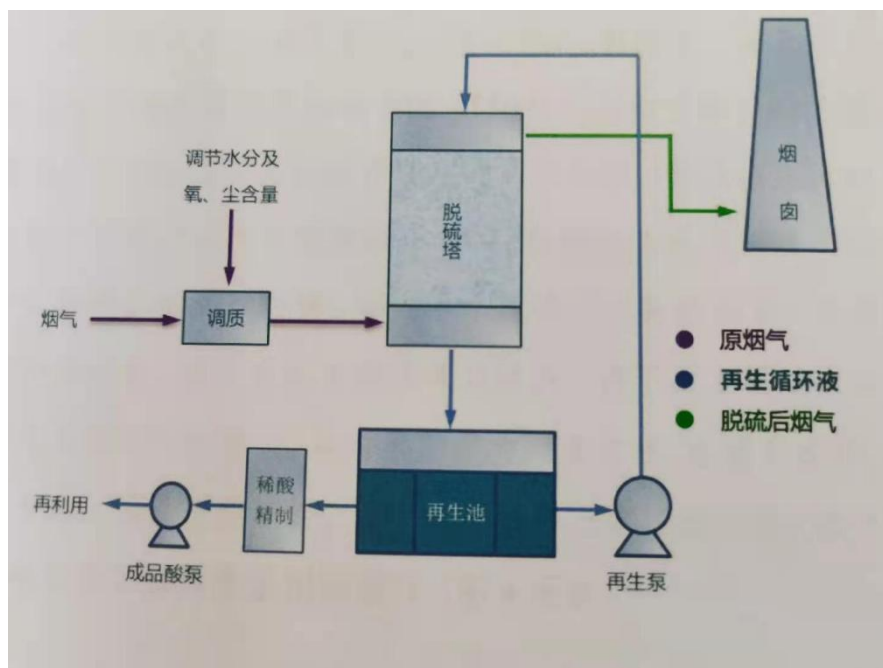 调节水分及
氧、尘含量
烟气
调质
脱硫塔
烟囱
原烟气
再生循环液
脱硫后烟气
再利用
成品酸泵
稀酸
精制
再生池
再生泵